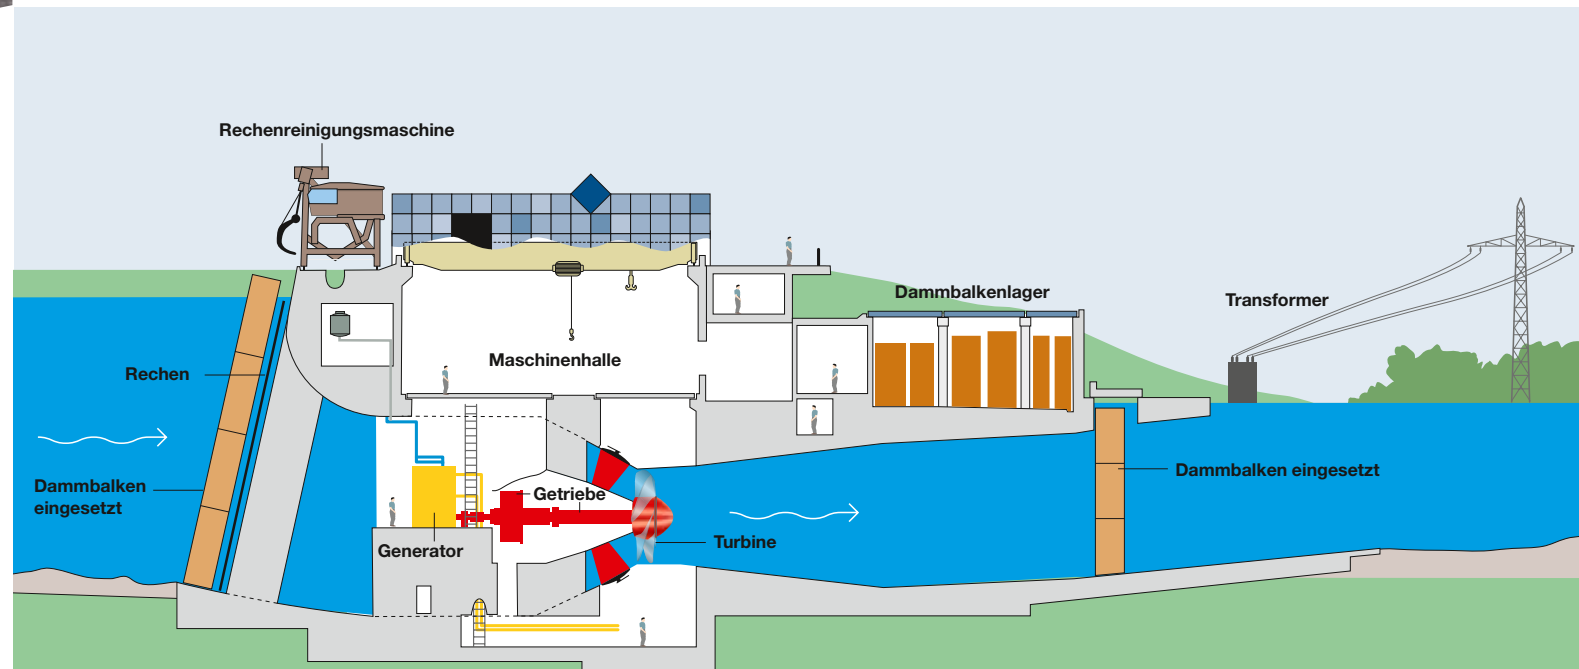 Rechenreinigungsmaschine
Dammbalkenlager
Transformer
Maschinenhalle
Rechen
Dammbalken
eingesetzt
Dammbalken eingesetzt
Getriebe
Generator
Turbine